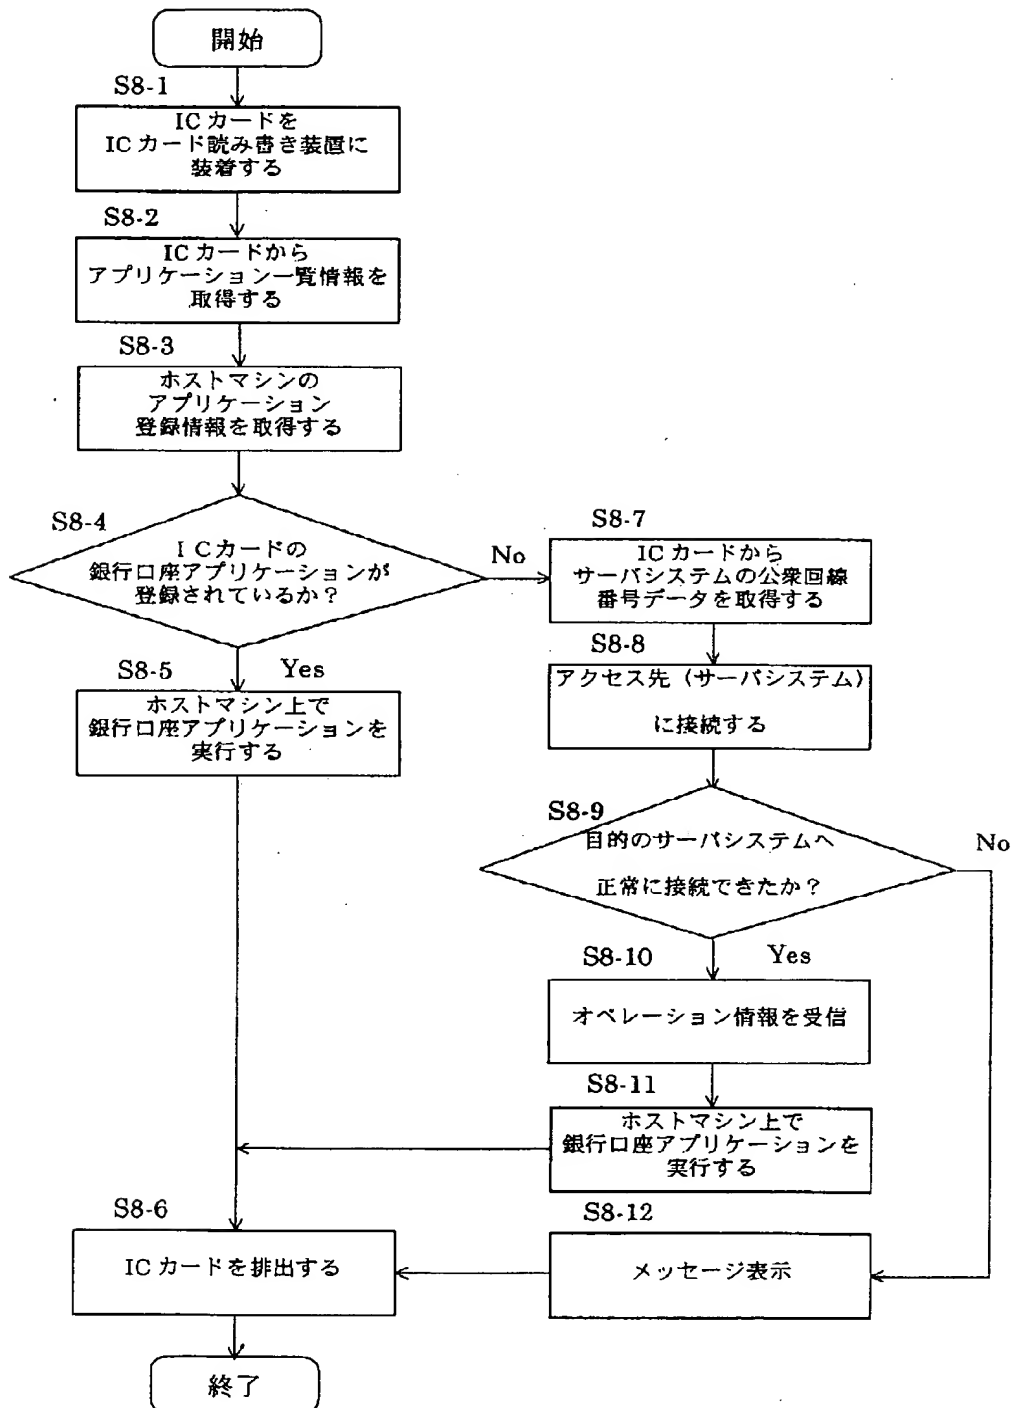 開始
S8-1
ICカードを
ICカード読み書き装置に
装着する
S8-2
ICカードから
アプリケーション一覧情報を
取得する
S8-3
ホストマシンの
アプリケーション
登録情報を取得する
S8-4
ICカードの
銀行口座アプリケーションが
登録されているか?
No
Yes
S8-5
ホストマシン上で
銀行口座アプリケーションを
実行する
S8-7
ICカードから
サーバシステムの公衆回線
番号データを取得する
S8-8
アクセス先(サーバシステム)
に接続する
S8-9
目的のサーバシステムへ
正常に接続できたか?
No
Yes
S8-10
オペレーション情報を受信
S8-11
ホストマシン上で
銀行口座アプリケーションを
実行する
S8-12
メッセージ表示
S8-6
ICカードを排出する
終了